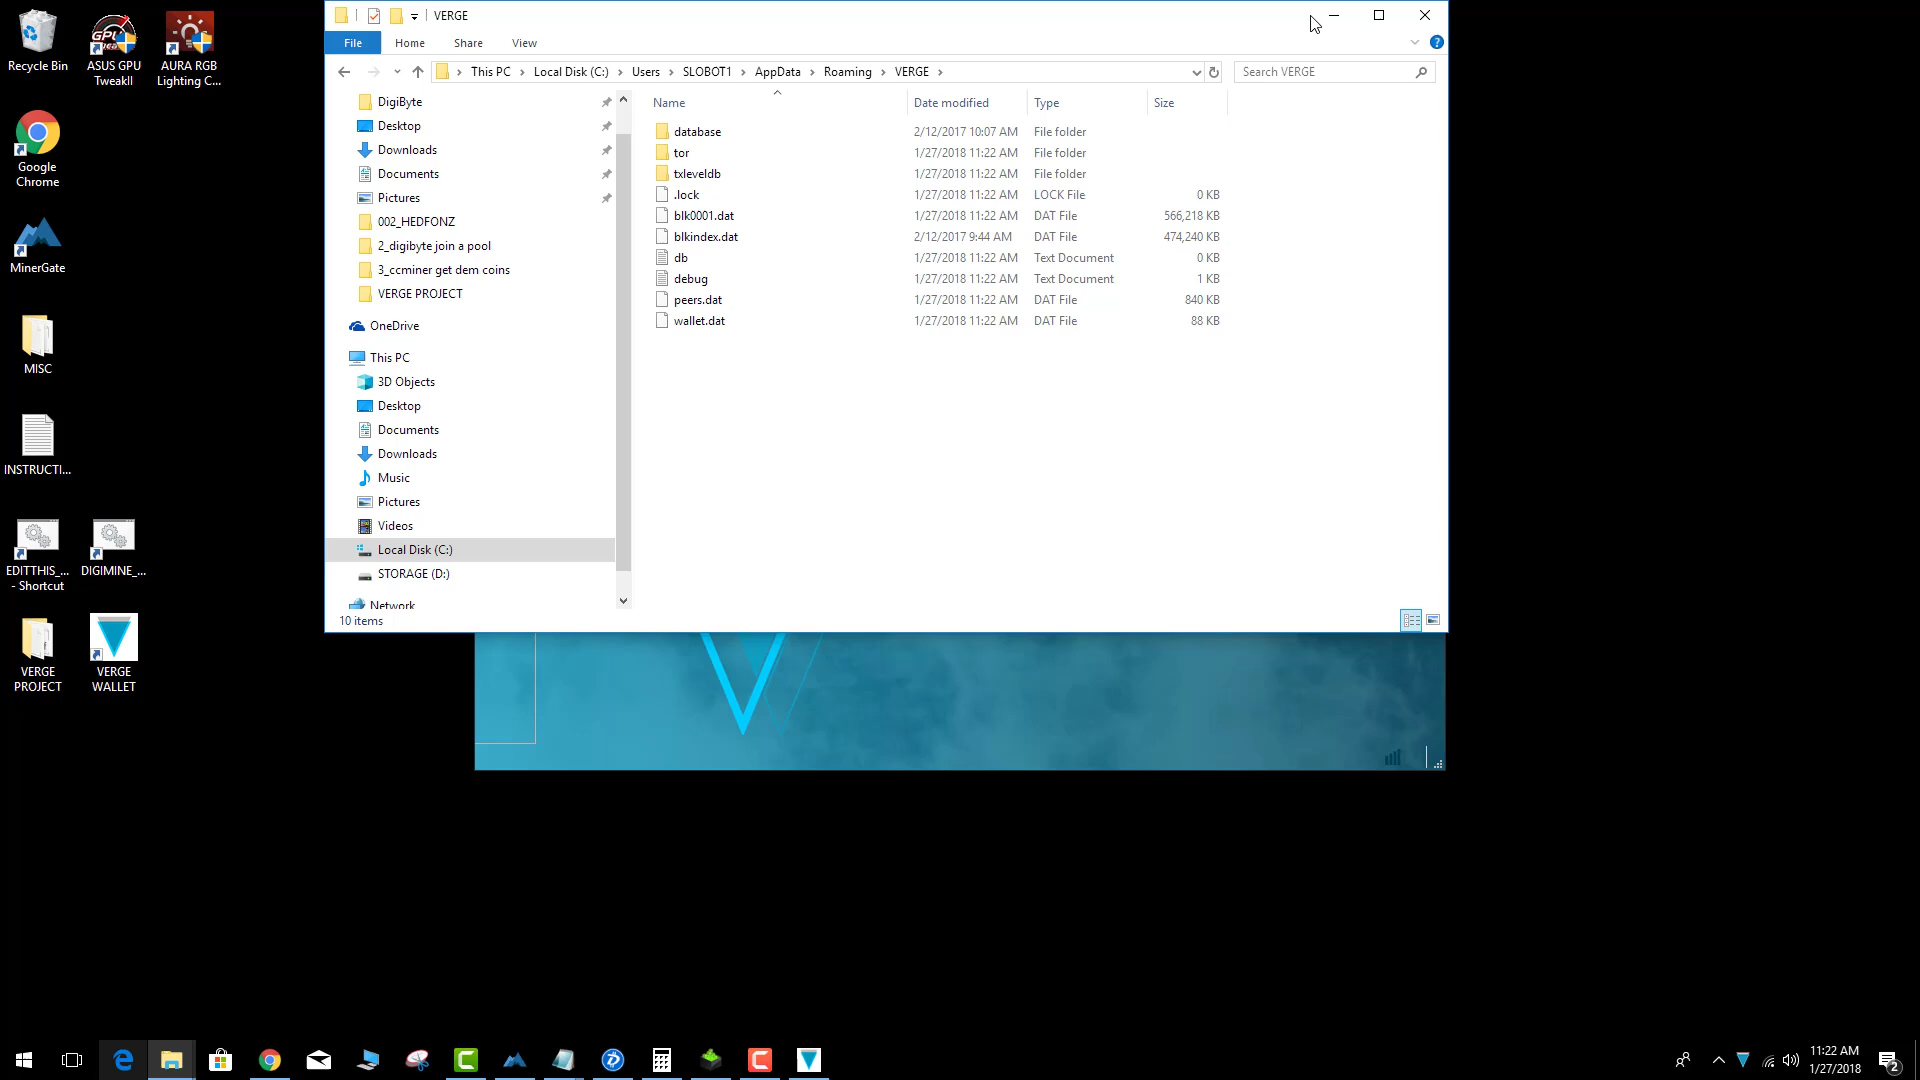 Recycle Bin
ASUS GPU
TweakII
AURA RGB
Lighting C...
Google
Chrome
MinerGate
MISC
INSTRUCTI...
EDITTHIS_...
- Shortcut
DIGIMINE_...
VERGE
PROJECT
VERGE
WALLET
VERGE
File Home Share View
This PC Local Disk (C:) Users SLOBOT1 AppData Roaming VERGE
Search VERGE
DigiByte
Desktop
Downloads
Documents
Pictures
002_HEDFONZ
2_digibyte join a pool
3_ccminer get dem coins
VERGE PROJECT
OneDrive
This PC
3D Objects
Desktop
Documents
Downloads
Music
Pictures
Videos
Local Disk (C:)
STORAGE (D:)
Network
Name Date modified Type Size
database 2/12/2017 10:07 AM File folder
tor 1/27/2018 11:22 AM File folder
txleveldb 1/27/2018 11:22 AM File folder
.lock 1/27/2018 11:22 AM LOCK File 0 KB
blk0001.dat 1/27/2018 11:22 AM DAT File 566,218 KB
blkindex.dat 2/12/2017 9:44 AM DAT File 474,240 KB
db 1/27/2018 11:22 AM Text Document 0 KB
debug 1/27/2018 11:22 AM Text Document 1 KB
peers.dat 1/27/2018 11:22 AM DAT File 840 KB
wallet.dat 1/27/2018 11:22 AM DAT File 88 KB
10 items
11:22 AM
1/27/2018
2